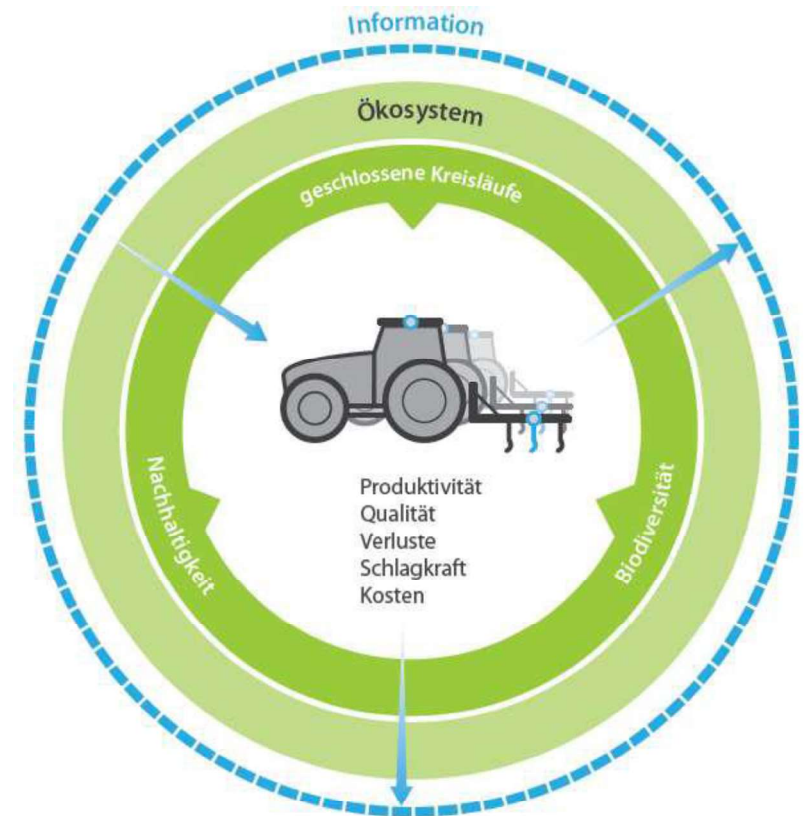 Information
Ökosystem
geschlossene Kreisläufe
Nachhaltigkeit
Biodiversität
Produktivität
Qualität
Verluste
Schlagkraft
Kosten